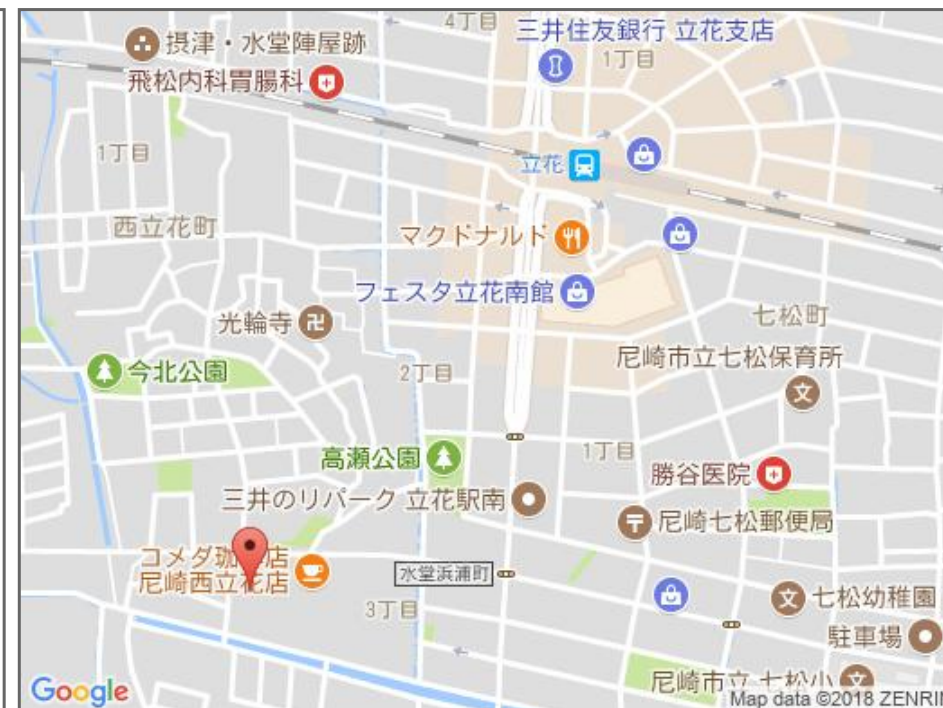 4丁目
三井住友銀行 立花支店
摂津・水堂陣屋跡
1丁目
飛松内科胃腸科
1丁目
立花
西立花町
マクドナルド
フェスタ立花南館
光輪寺
七松町
尼崎市立七松保育所
今北公園
2丁目
高瀬公園
1丁目
勝谷医院
三井のリパーク 立花駅南
尼崎七松郵便局
コメダ珈 店
尼崎西立花店
水堂浜浦町
3丁目
七松幼稚園
駐車場
尼崎市立 七松小
Google
Map data ©2018 ZENRIN